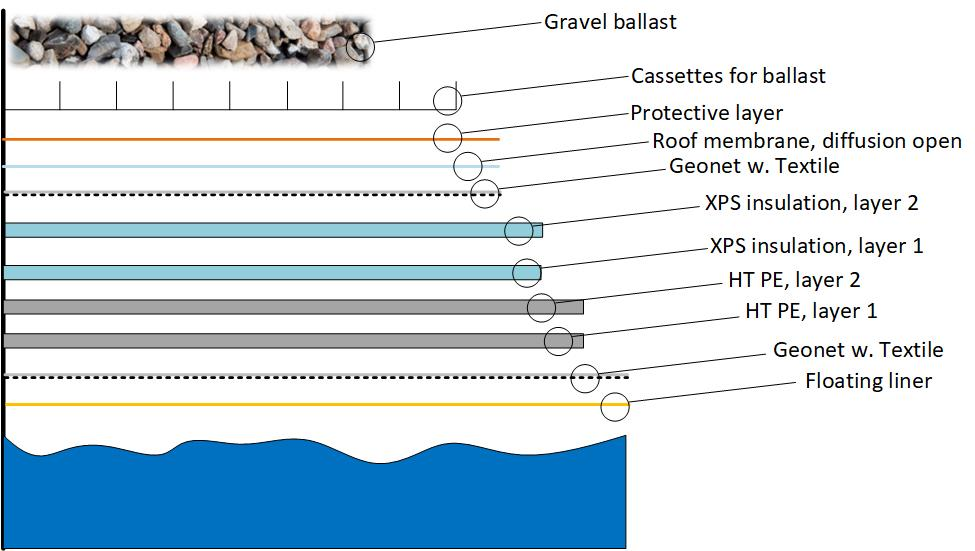 Gravel ballast
Cassettes for ballast
Protective layer
Roof membrane, diffusion open
Geonet w. Textile
XPS insulation, layer 2
XPS insulation, layer 1
HT PE, layer 2
HT PE, layer 1
Geonet w. Textile
Floating liner